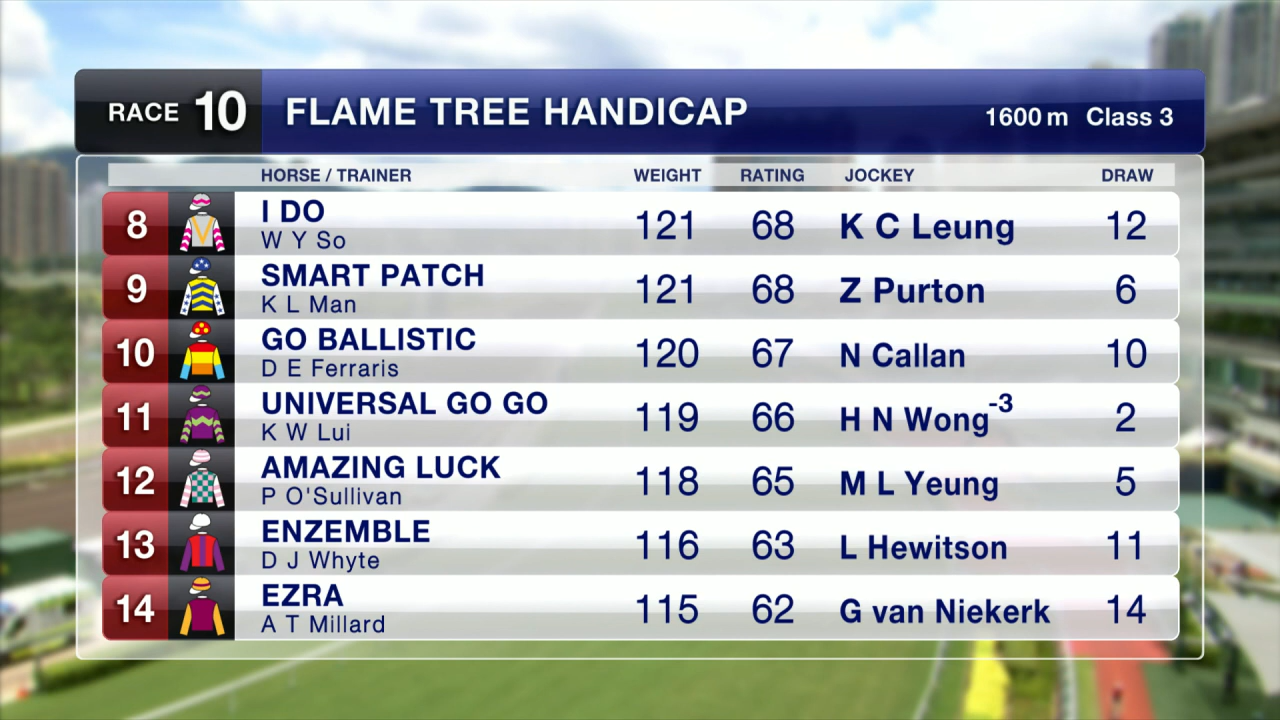 RACE 10 FLAME TREE HANDICAP 1600 m Class 3
HORSE / TRAINER WEIGHT RATING JOCKEY DRAW
8 I DO 121 68 K C Leung 12
W Y So
9 SMART PATCH 121 68 Z Purton 6
K L Man
10 GO BALLISTIC 120 67 N Callan 10
D E Ferraris
11 UNIVERSAL GO GO 119 66 H N Wong-3 2
K W Lui
12 AMAZING LUCK 118 65 M L Yeung 5
P O'Sullivan
13 ENZEMBLE 116 63 L Hewitson 11
D J Whyte
14 EZRA 115 62 G van Niekerk 14
A T Millard